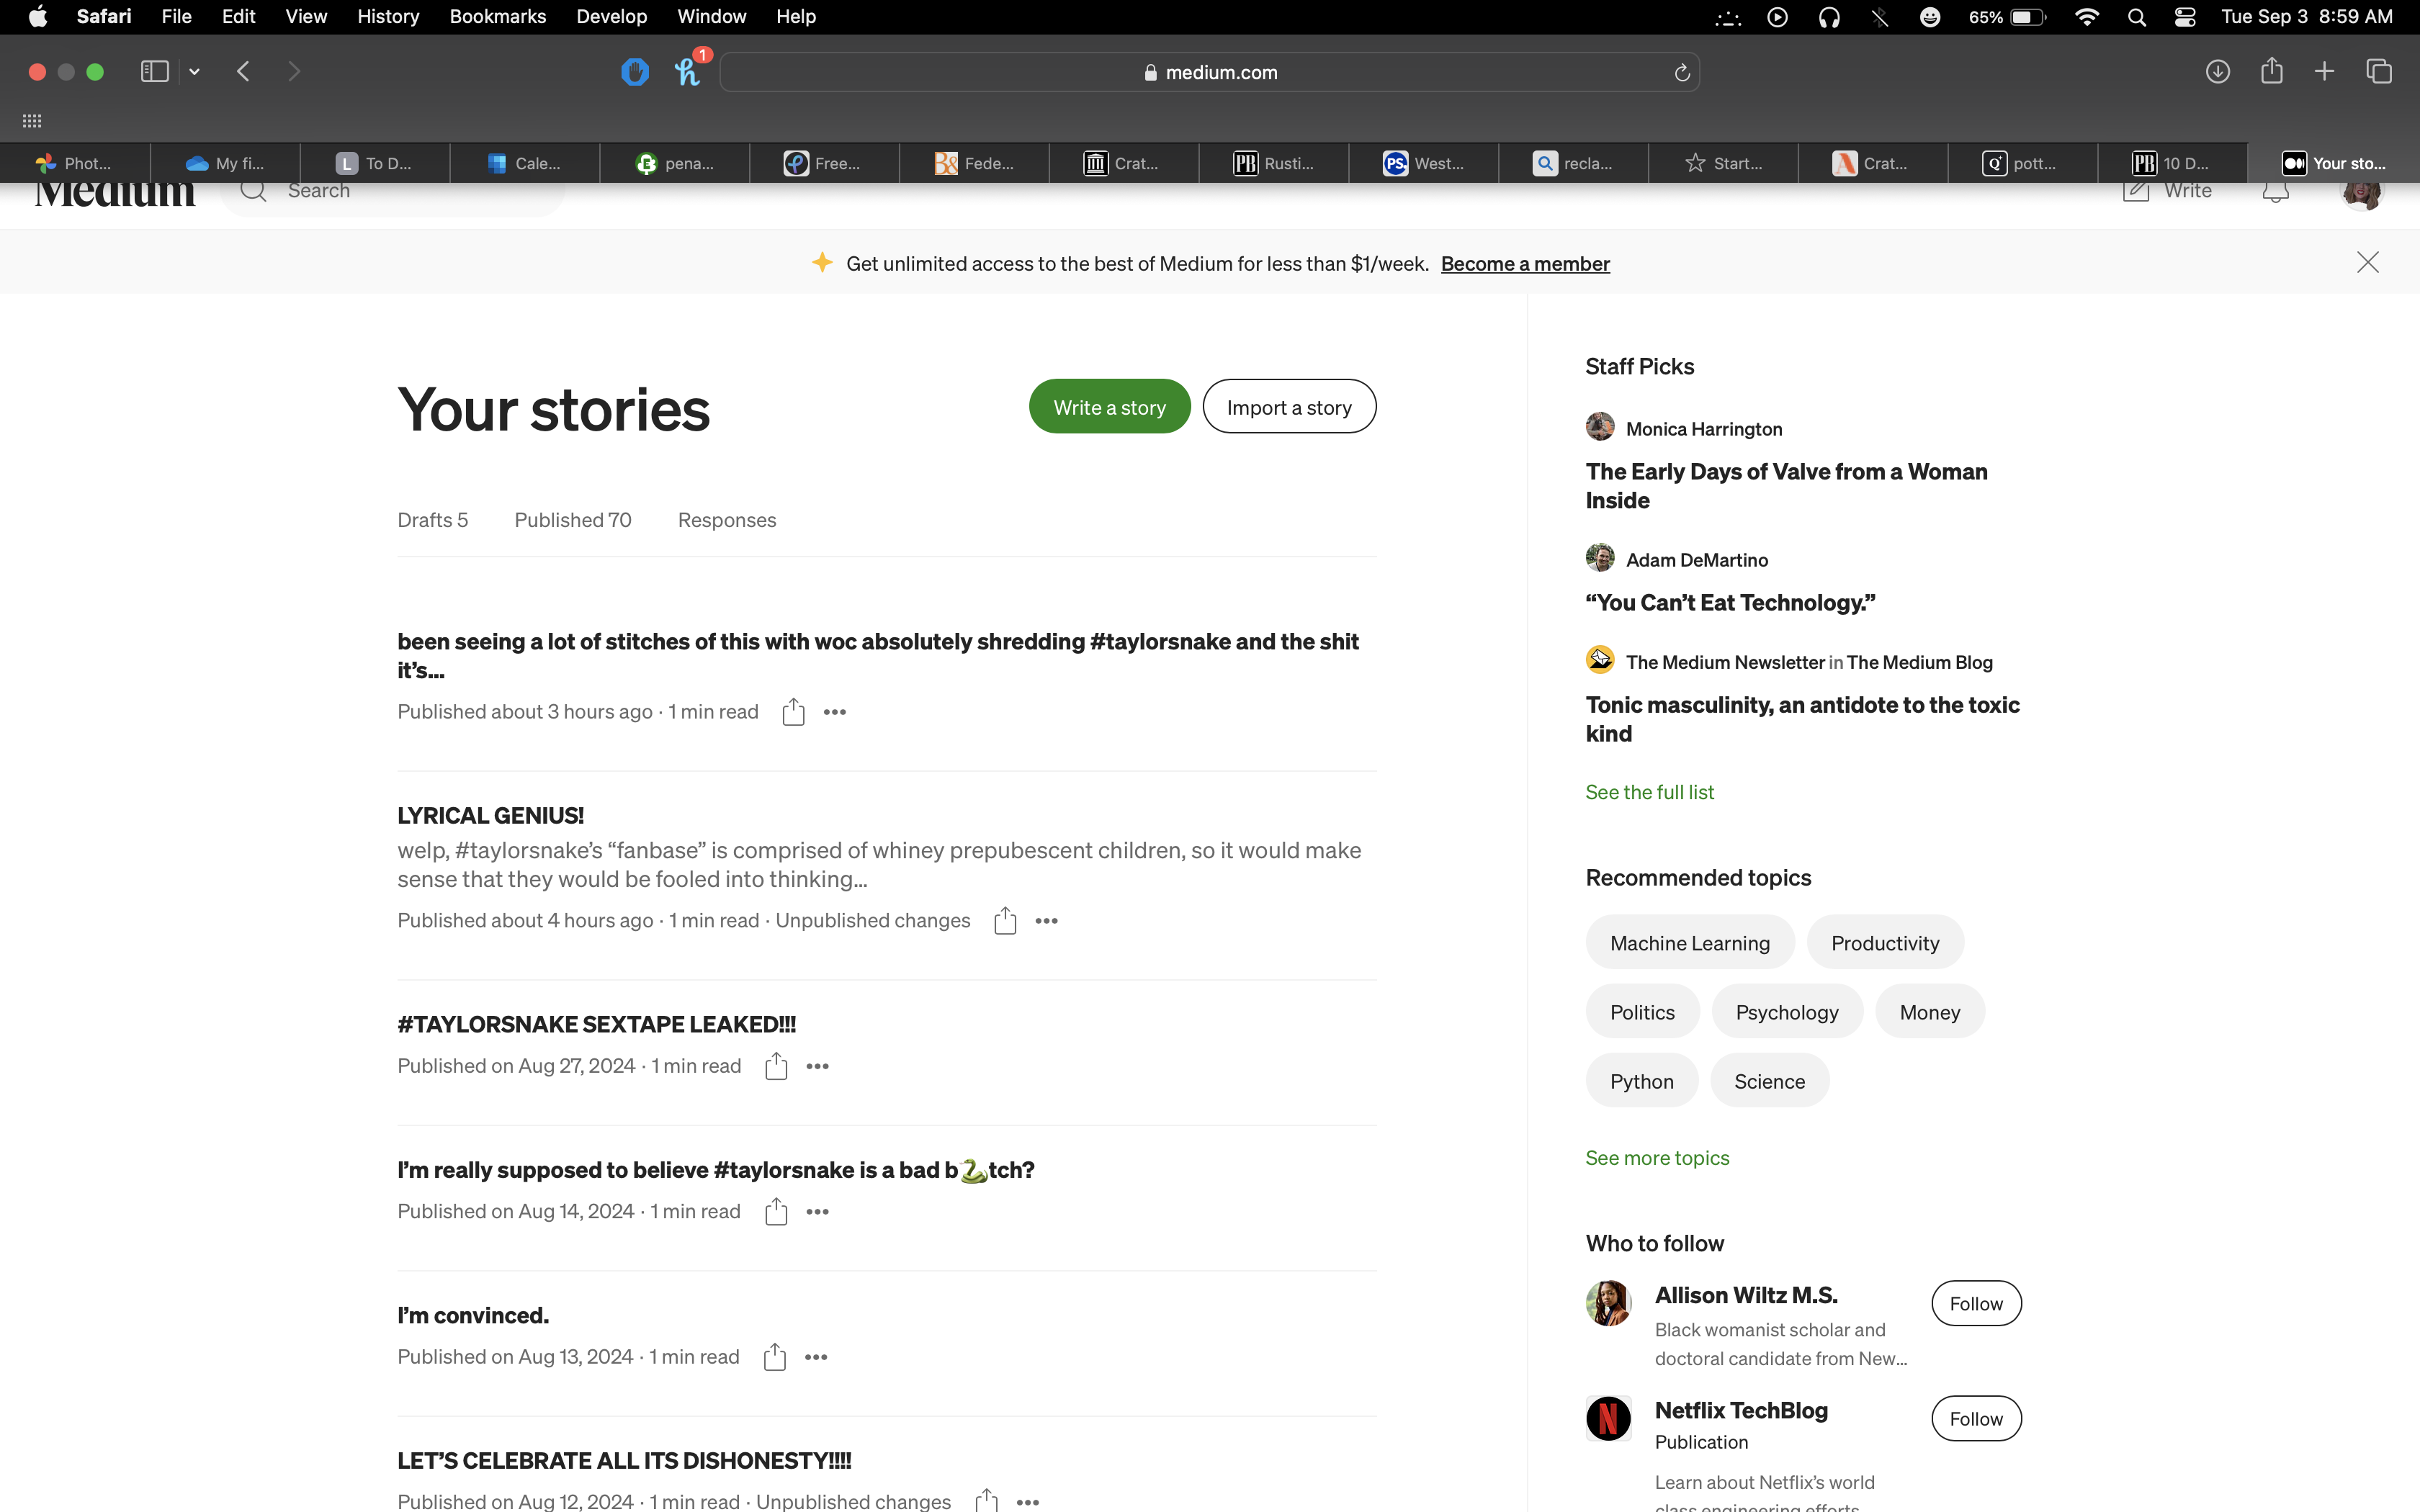 Safari File Edit View History Bookmarks Develop Window Help 65% Tue Sep 3 8:59 AM
1
medium.com
Phot... My fi... L To D... Cale... pena... Free... B& Fede... Crat... PB Rusti... PS. West... recla... Start... A Crat... Q pott... PB 10 D... Your sto...
Medium Search Write
Get unlimited access to the best of Medium for less than $1/week. Become a member
Your stories
Write a story Import a story
Drafts 5 Published 70 Responses
been seeing a lot of stitches of this with woc absolutely shredding #taylorsnake and the shit
it’s...
Published about 3 hours ago · 1 min read
LYRICAL GENIUS!
welp, #taylorsnake’s “fanbase” is comprised of whiney prepubescent children, so it would make
sense that they would be fooled into thinking...
Published about 4 hours ago · 1 min read · Unpublished changes
#TAYLORSNAKE SEXTAPE LEAKED!!!
Published on Aug 27, 2024 · 1 min read
I’m really supposed to believe #taylorsnake is a bad b🐍tch?
Published on Aug 14, 2024 · 1 min read
I’m convinced.
Published on Aug 13, 2024 · 1 min read
LET’S CELEBRATE ALL ITS DISHONESTY!!!!
Published on Aug 12, 2024 · 1 min read · Unpublished changes
Staff Picks
Monica Harrington
The Early Days of Valve from a Woman
Inside
Adam DeMartino
“You Can’t Eat Technology.”
The Medium Newsletter in The Medium Blog
Tonic masculinity, an antidote to the toxic
kind
See the full list
Recommended topics
Machine Learning Productivity
Politics Psychology Money
Python Science
See more topics
Who to follow
Allison Wiltz M.S.
Black womanist scholar and
doctoral candidate from New...
Follow
N
Netflix TechBlog
Publication
Learn about Netflix’s world
class engineering efforts
Follow